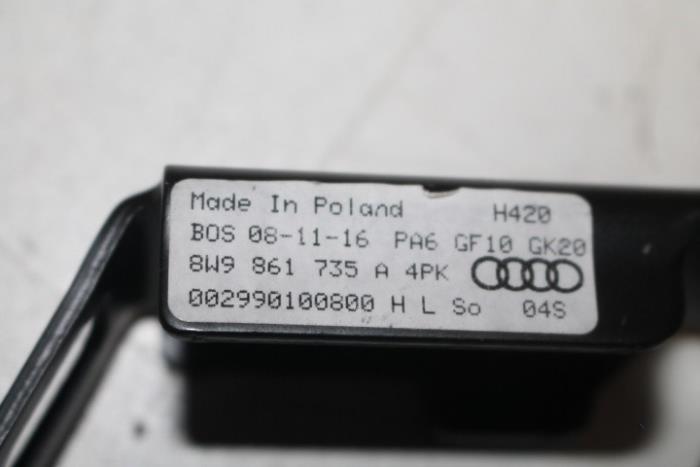 Made In Poland H420
BOS 08-11-16 PA6 GF10 GK20
8W9 861 735 A 4PK
002990100800 H L So 04S